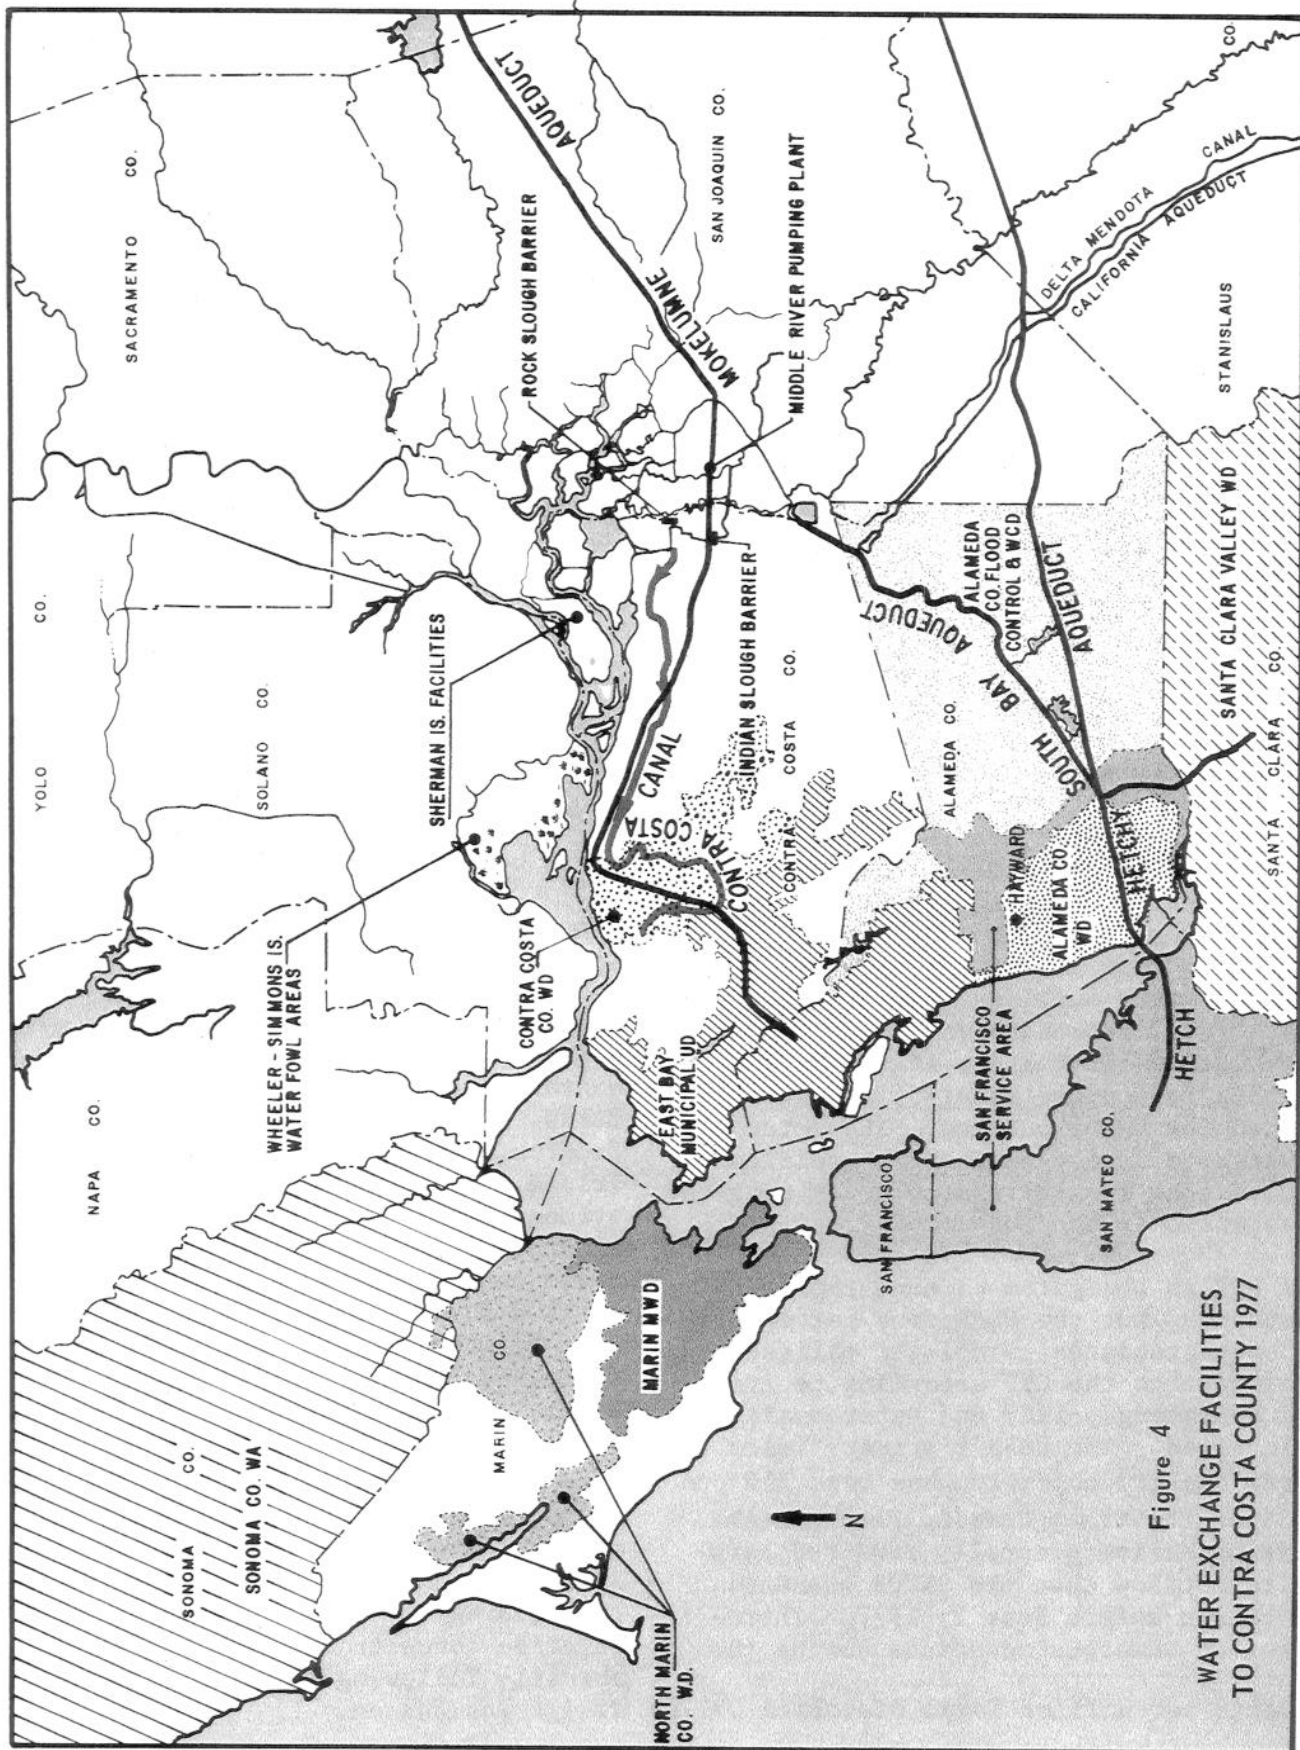 YOLO CO.
SACRAMENTO CO.
NAPA CO.
SOLANO CO.
SONOMA CO.
SONOMA CO. WA
WHEELER - SIMMONS IS.
WATER FOWL AREAS
SHERMAN IS. FACILITIES
ROCK SLOUGH BARRIER
MOKELUMNE AQUEDUCT
SAN JOAQUIN CO.
MIDDLE RIVER PUMPING PLANT
CONTRA COSTA
CO. WD
CONTRA COSTA CANAL
INDIAN SLOUGH BARRIER
CONTRA COSTA CO.
EAST BAY
MUNICIPAL UD
MARIN CO.
MARIN MWD
NORTH MARIN
CO. W.D.
SAN FRANCISCO
SAN FRANCISCO
SERVICE AREA
SAN MATEO CO.
ALAMEDA CO.
HAYWARD
ALAMEDA CO
WD
SOUTH BAY AQUEDUCT
ALAMEDA
CO. FLOOD
CONTROL & WCD
HETCH HETCHY AQUEDUCT
DELTA MENDOTA CANAL
CALIFORNIA AQUEDUCT
STANISLAUS CO.
SANTA CLARA VALLEY WD
SANTA CLARA CO.
N
Figure 4
WATER EXCHANGE FACILITIES
TO CONTRA COSTA COUNTY 1977